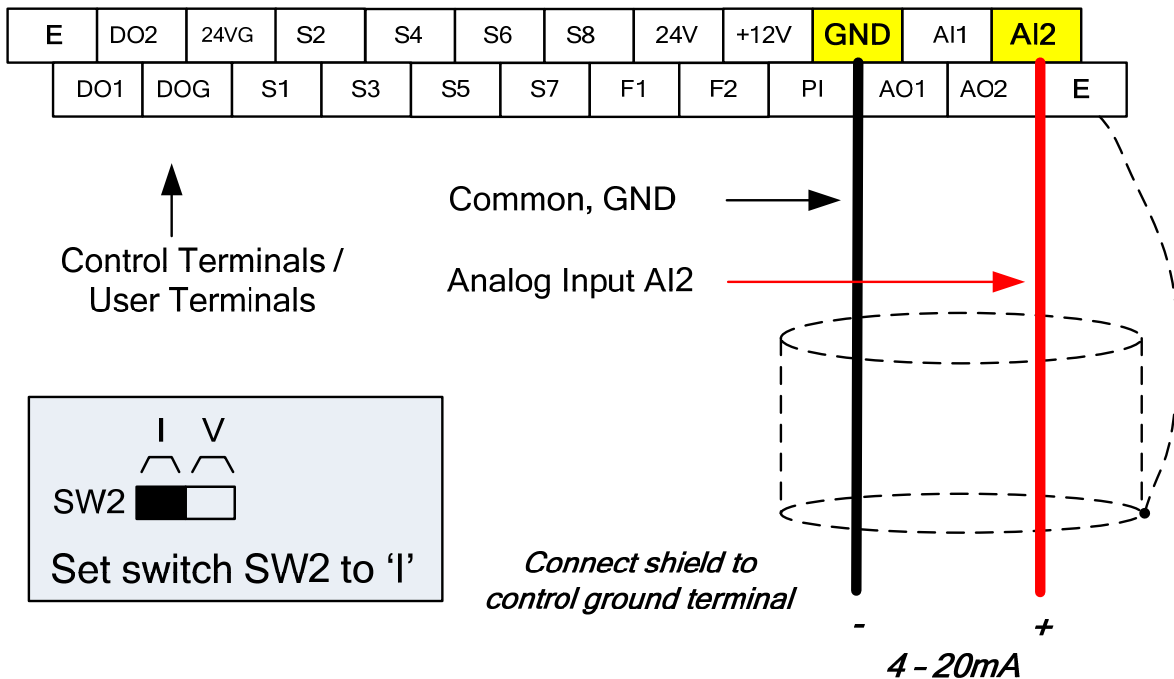 E DO2 24VG S2 S4 S6 S8 24V +12V GND AI1 AI2
DO1 DOG S1 S3 S5 S7 F1 F2 PI AO1 AO2 E
Common, GND
Control Terminals /
User Terminals
Analog Input AI2
I V
SW2
Set switch SW2 to ‘I’
Connect shield to
control ground terminal
- +
4 – 20mA